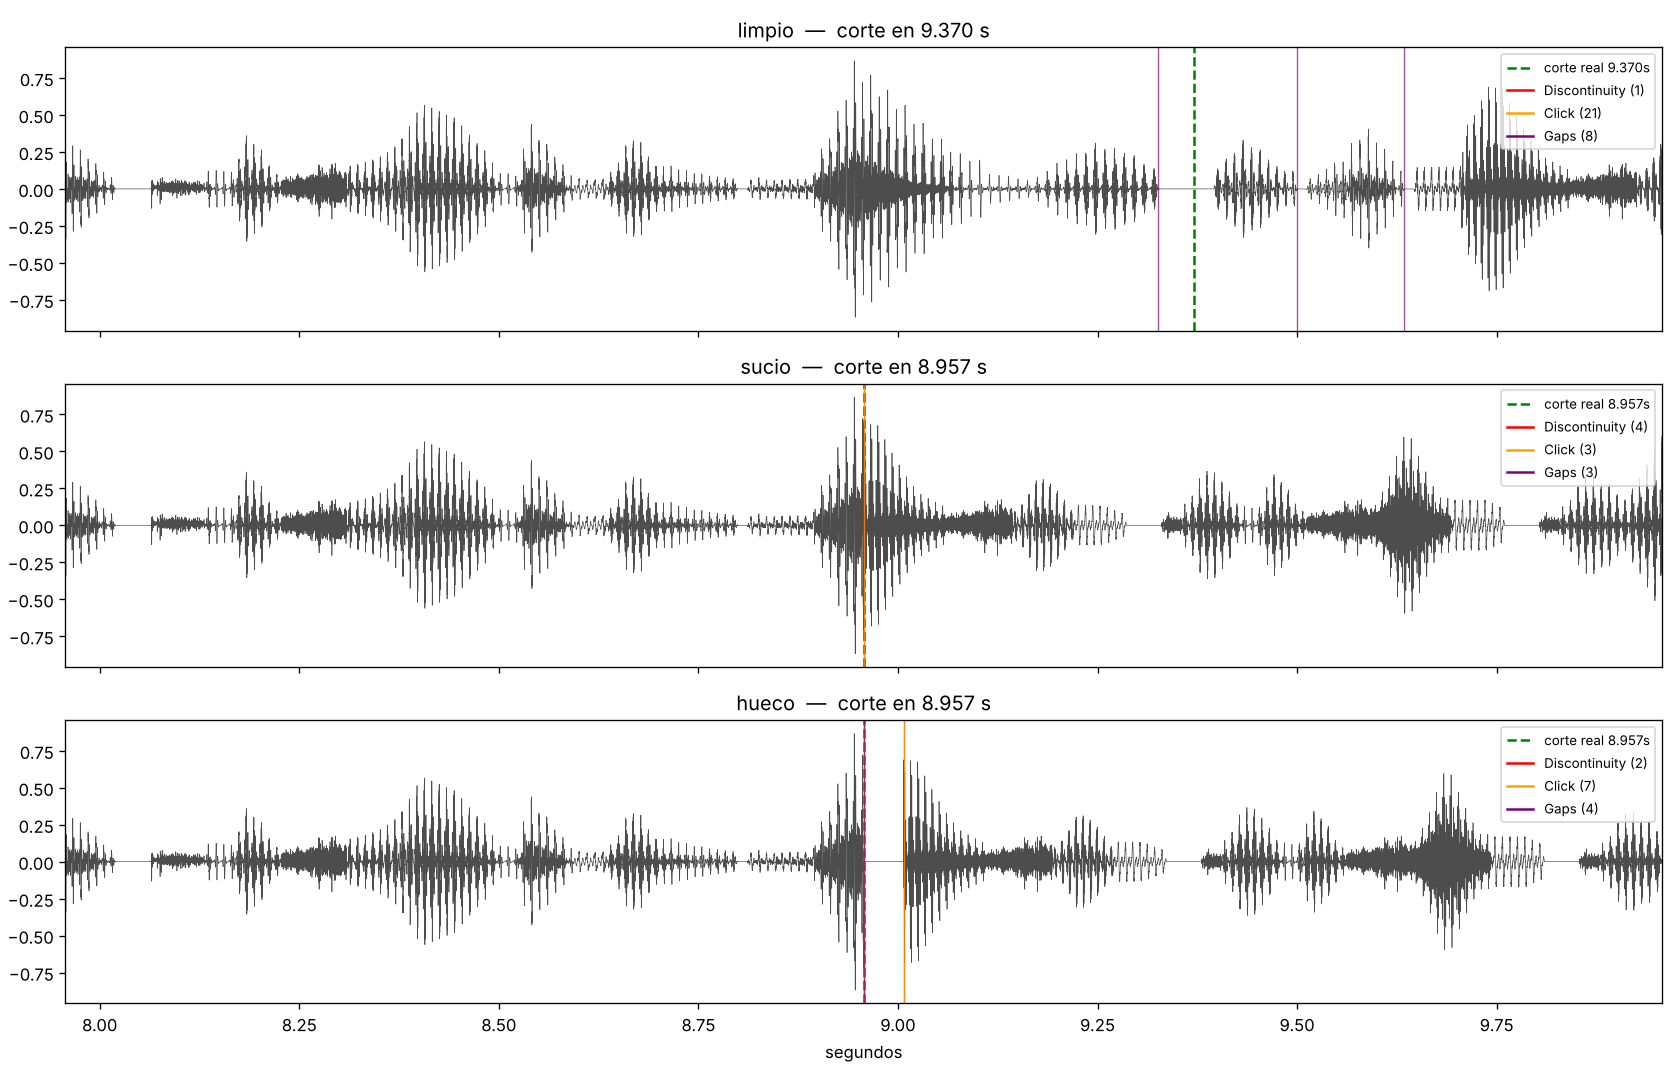 limpio — corte en 9.370 s
0.75
0.50
0.25
0.00
−0.25
−0.50
−0.75
corte real 9.370s
Discontinuity (1)
Click (21)
Gaps (8)
sucio — corte en 8.957 s
0.75
0.50
0.25
0.00
−0.25
−0.50
−0.75
corte real 8.957s
Discontinuity (4)
Click (3)
Gaps (3)
hueco — corte en 8.957 s
0.75
0.50
0.25
0.00
−0.25
−0.50
−0.75
corte real 8.957s
Discontinuity (2)
Click (7)
Gaps (4)
8.00 8.25 8.50 8.75 9.00 9.25 9.50 9.75
segundos